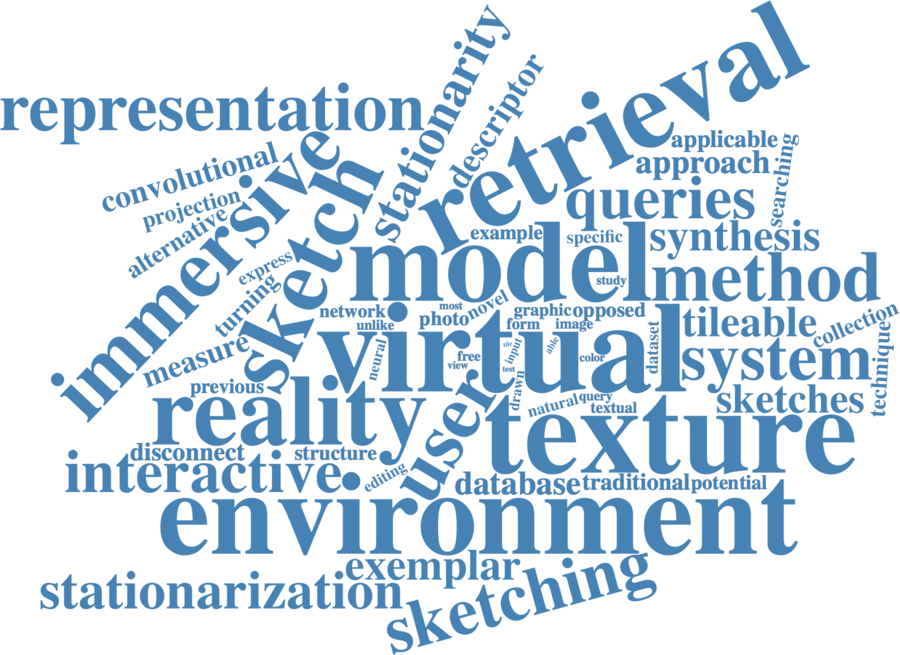 retrieval
stationarity
descriptor
representation
applicable
searching
approach
convolutional
immersive
sketch
queries
projection
alternative
example
specific
synthesis
express
model
study
method
turning
network
most
novel
graphic
opposed
unlike
photo
form
image
tileable
collection
virtual
measure
neural
free
view
tile
input
test
able
color
dataset
system
technique
previous
reality
user
drawn
natural
query
textual
sketches
texture
disconnect
structure
interactive
editing
database
traditional
potential
environment
exemplar
stationarization
sketching